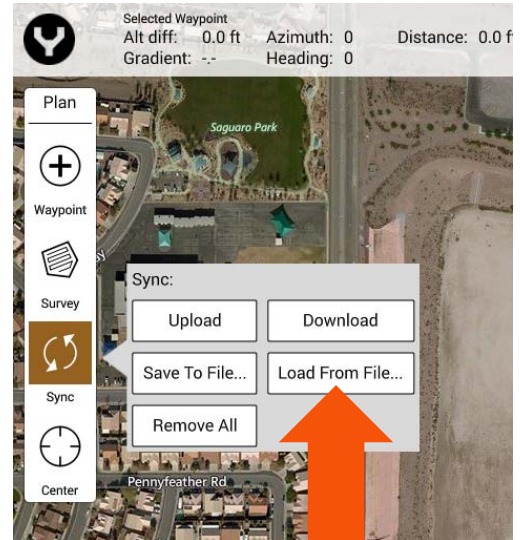 Selected Waypoint
Alt diff: 0.0 ft Azimuth: 0 Distance: 0.0 f
Gradient: -.- Heading: 0
Plan
Saguaro Park
Waypoint
Survey
Sync:
Upload Download
Save To File... Load From File...
Sync
Remove All
Center
Pennyfeather Rd